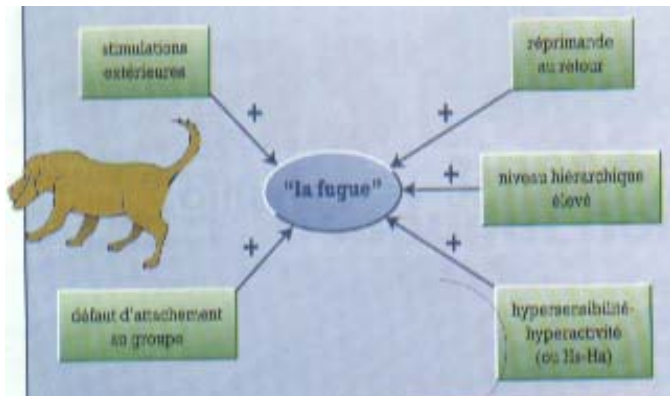 stimulations
extérieures
réprimande
au retour
+
+
"la fugue"
+
niveau hiérarchique
élevé
+
+
défaut d'attachement
au groupe
hypersensibilité-
hyperactivité
(ou Hs-Ha)